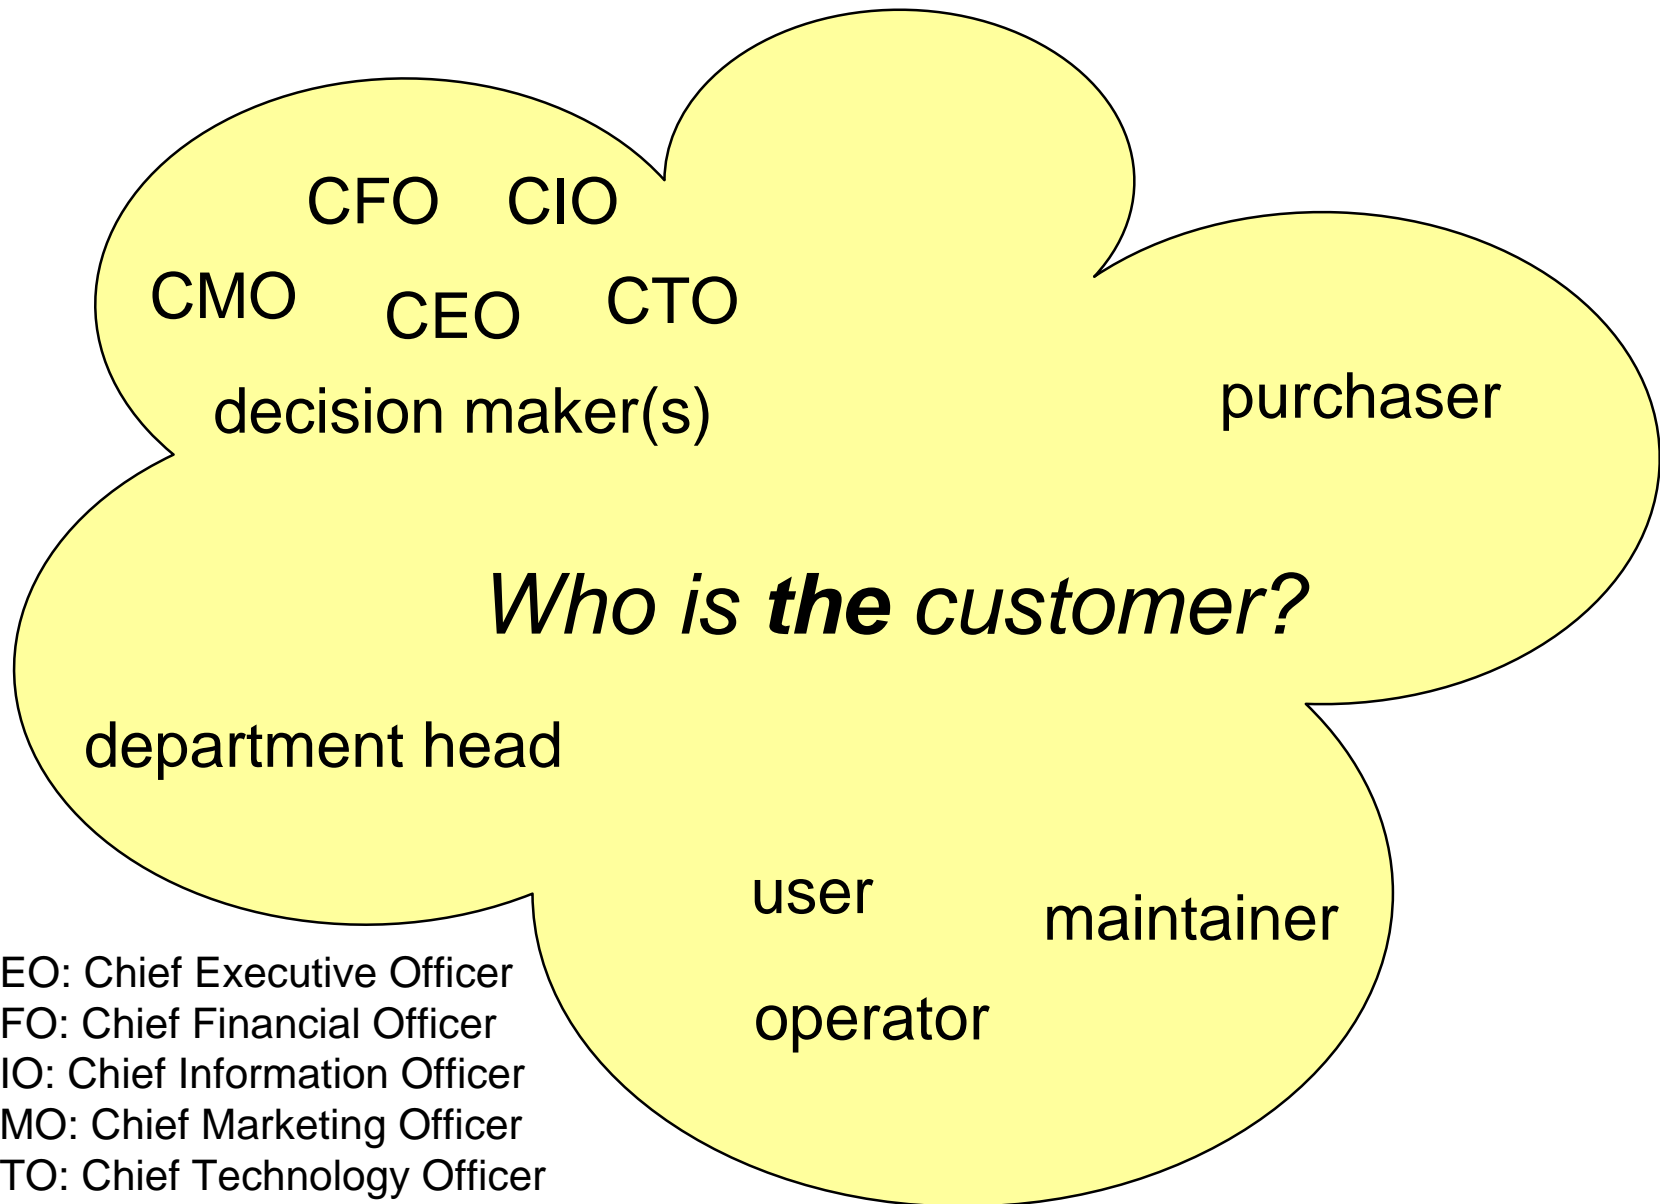 CFO CIO
CMO CEO CTO
decision maker(s)
purchaser
Who is the customer?
department head
user
maintainer
operator
EO: Chief Executive Officer
FO: Chief Financial Officer
IO: Chief Information Officer
MO: Chief Marketing Officer
TO: Chief Technology Officer